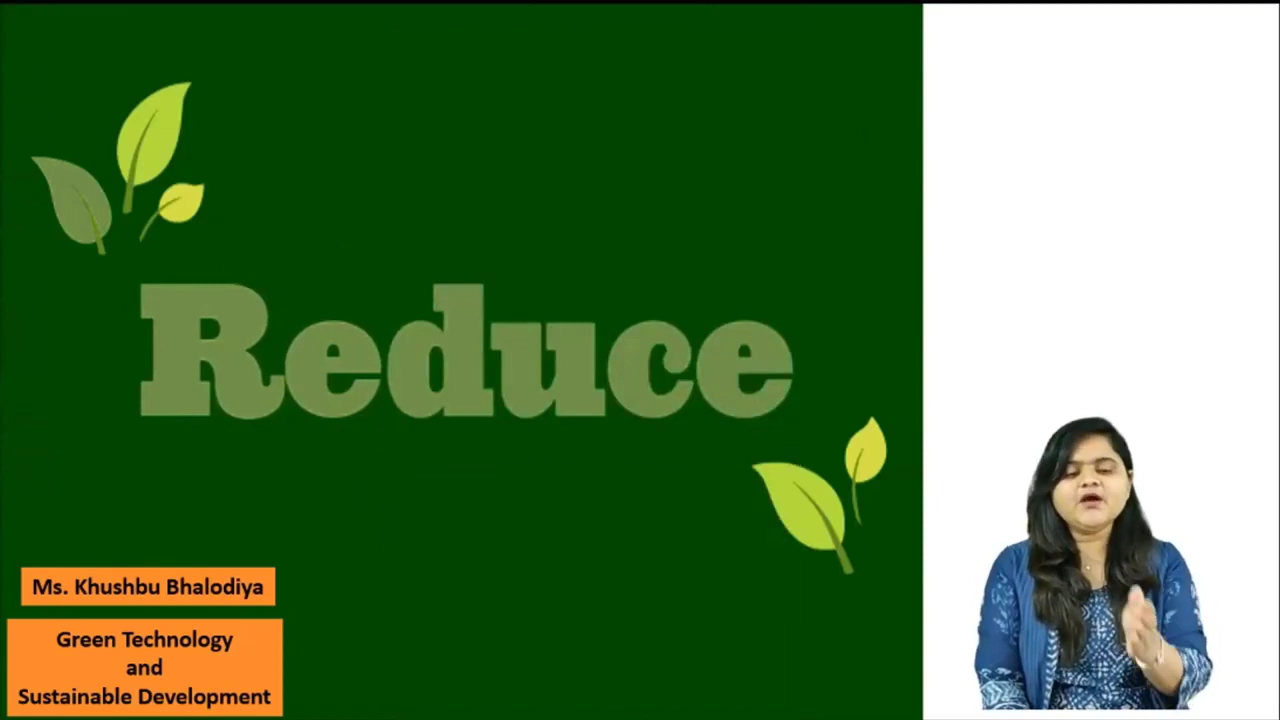 Reduce
Ms. Khushbu Bhalodiya
Green Technology
and
Sustainable Development